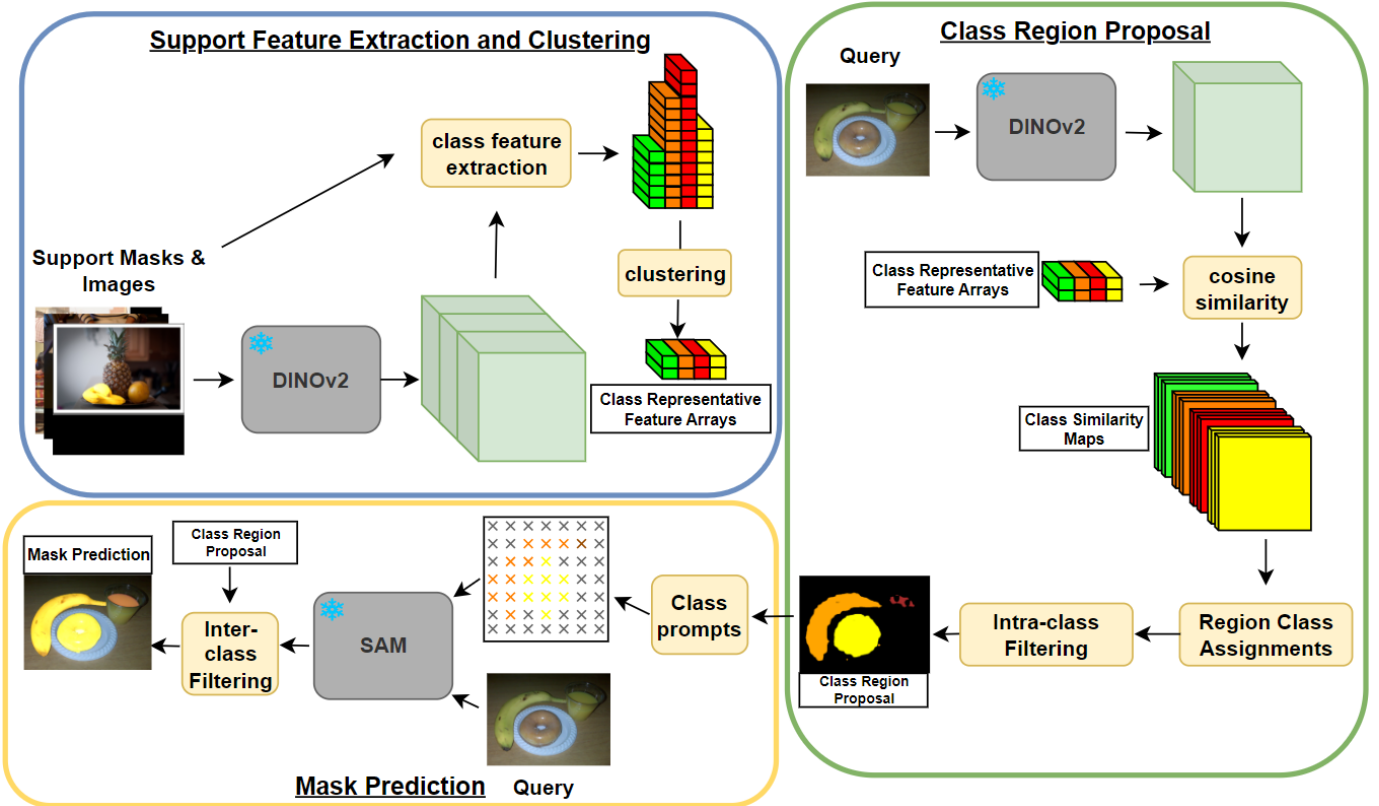 Support Feature Extraction and Clustering
class feature
extraction
Support Masks &
Images
DINOv2
clustering
Class Representative
Feature Arrays
Class Region Proposal
Query
DINOv2
Class Representative
Feature Arrays
cosine
similarity
Class Similarity
Maps
Region Class
Assignments
Intra-class
Filtering
Class Region
Proposal
Class
prompts
SAM
Query
Class Region
Proposal
Inter-
class
Filtering
Mask Prediction
Mask Prediction